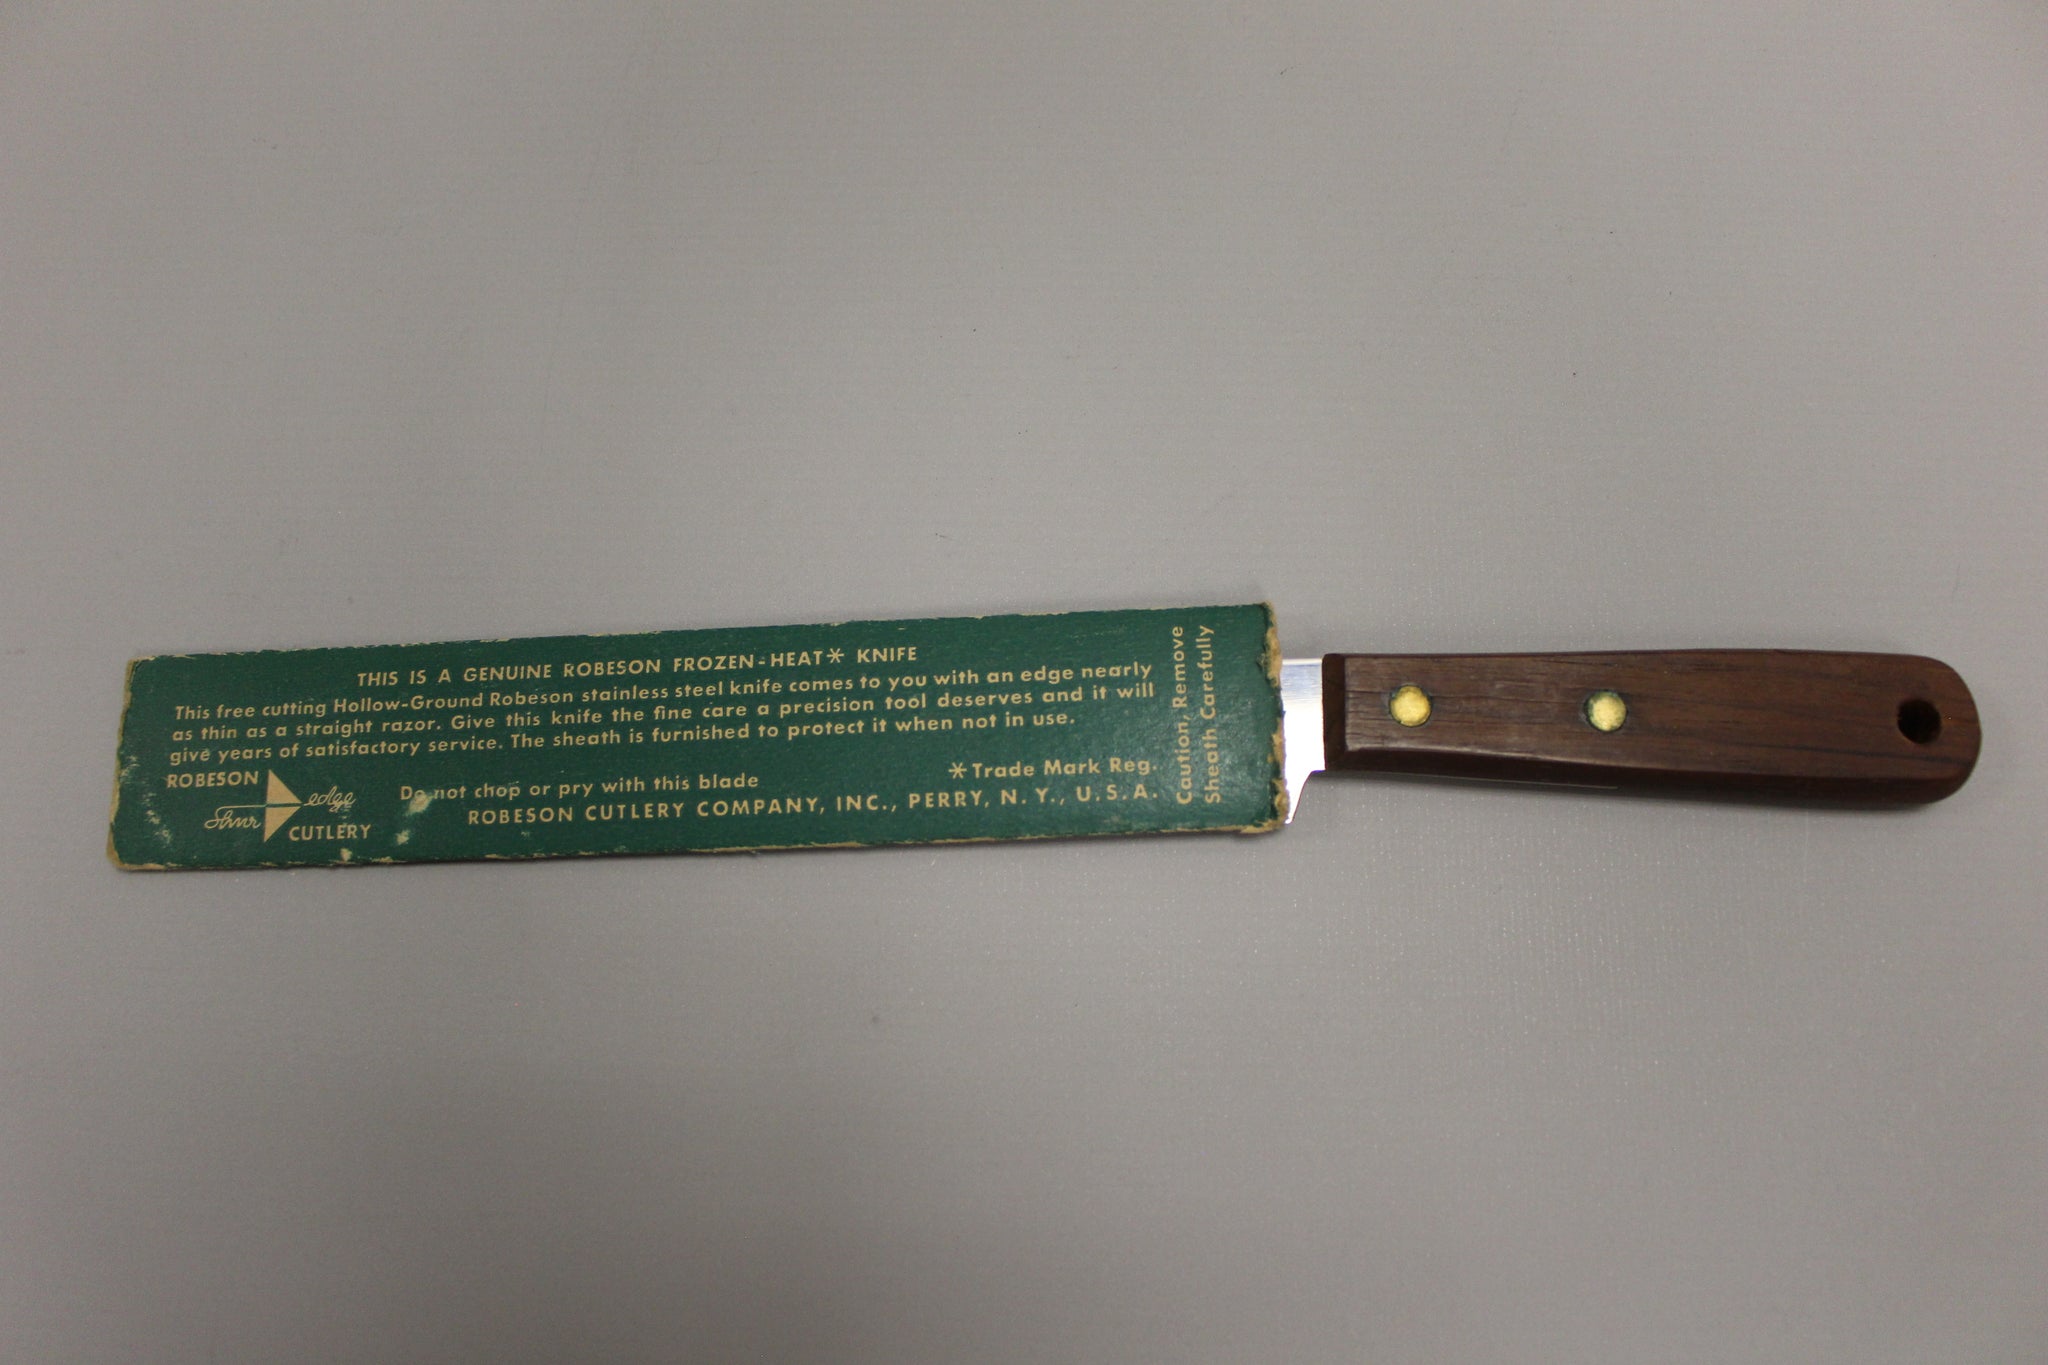 THIS IS A GENUINE ROBESON FROZEN-HEAT* KNIFE
This free cutting Hollow-Ground Robeson stainless steel knife comes to you with an edge nearly
as thin as a straight razor. Give this knife the fine care a precision tool deserves and it will
give years of satisfactory service. The sheath is furnished to protect it when not in use.
ROBESON
Shur edge
CUTLERY
Do not chop or pry with this blade
*Trade Mark Reg.
ROBESON CUTLERY COMPANY, INC., PERRY, N. Y., U. S. A.
Caution, Remove
Sheath Carefully